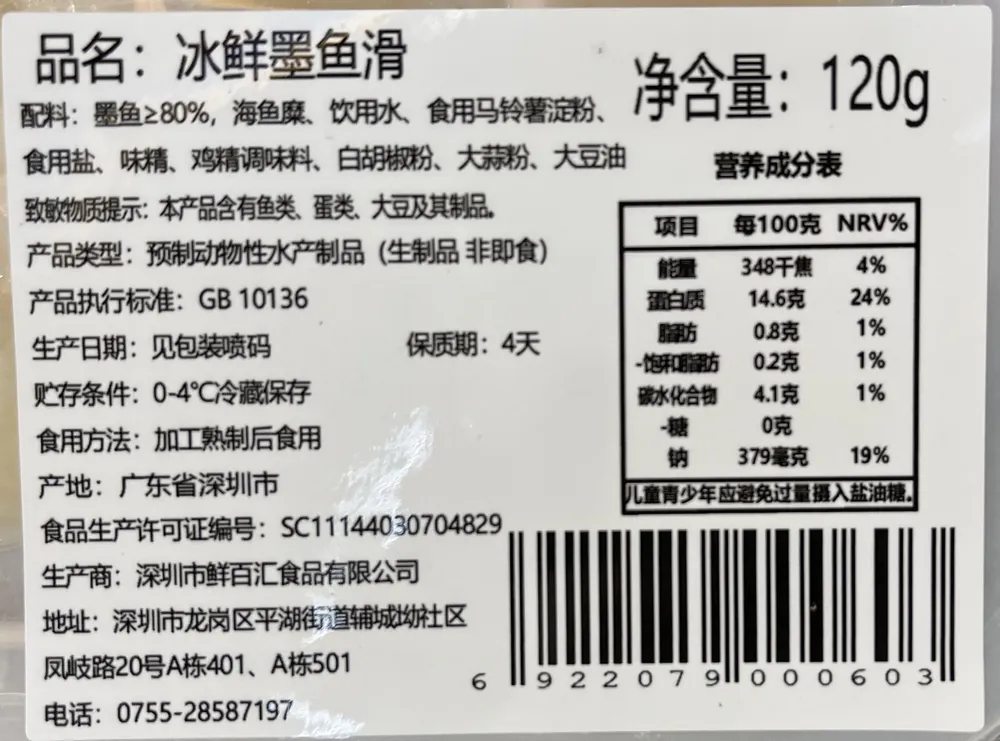 品名：冰鲜墨鱼滑
净含量：120g
配料：墨鱼≥80%，海鱼糜、饮用水、食用马铃薯淀粉、
食用盐、味精、鸡精调味料、白胡椒粉、大蒜粉、大豆油
致敏物质提示：本产品含有鱼类、蛋类、大豆及其制品。
产品类型：预制动物性水产制品（生制品 非即食）
产品执行标准：GB 10136
生产日期：见包装喷码 保质期：4天
贮存条件：0-4℃冷藏保存
食用方法：加工熟制后食用
产地：广东省深圳市
食品生产许可证编号：SC11144030704829
生产商：深圳市鲜百汇食品有限公司
地址：深圳市龙岗区平湖街道辅城坳社区
凤岐路20号A栋401、A栋501
电话：0755-28587197
营养成分表
项目 每100克 NRV%
能量 348千焦 4%
蛋白质 14.6克 24%
脂肪 0.8克 1%
-饱和脂肪 0.2克 1%
碳水化合物 4.1克 1%
-糖 0克
钠 379毫克 19%
儿童青少年应避免过量摄入盐油糖。
6 922079 000603